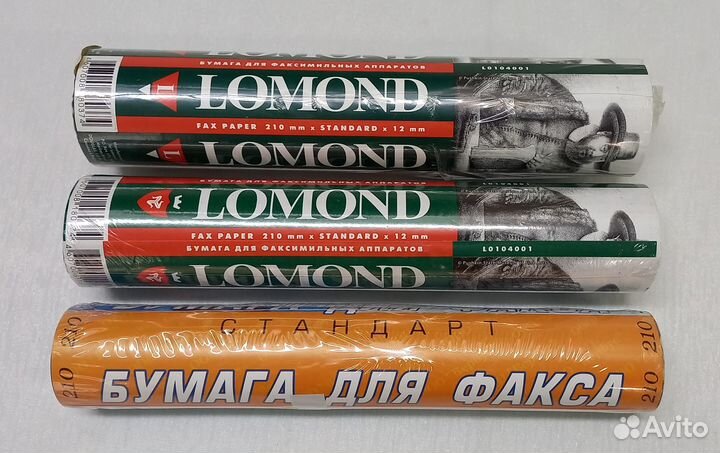 LOMOND
БУМАГА ДЛЯ ФАКСИМИЛЬНЫХ АППАРАТОВ
L0104001
LOMOND
FAX PAPER 210 mm x STANDARD x 12 mm
LOMOND
LOMOND
FAX PAPER 210 mm x STANDARD x 12 mm
БУМАГА ДЛЯ ФАКСИМИЛЬНЫХ АППАРАТОВ
L0104001
LOMOND
210
СТАНДАРТ
210
210
БУМАГА ДЛЯ ФАКСА
210
Avito